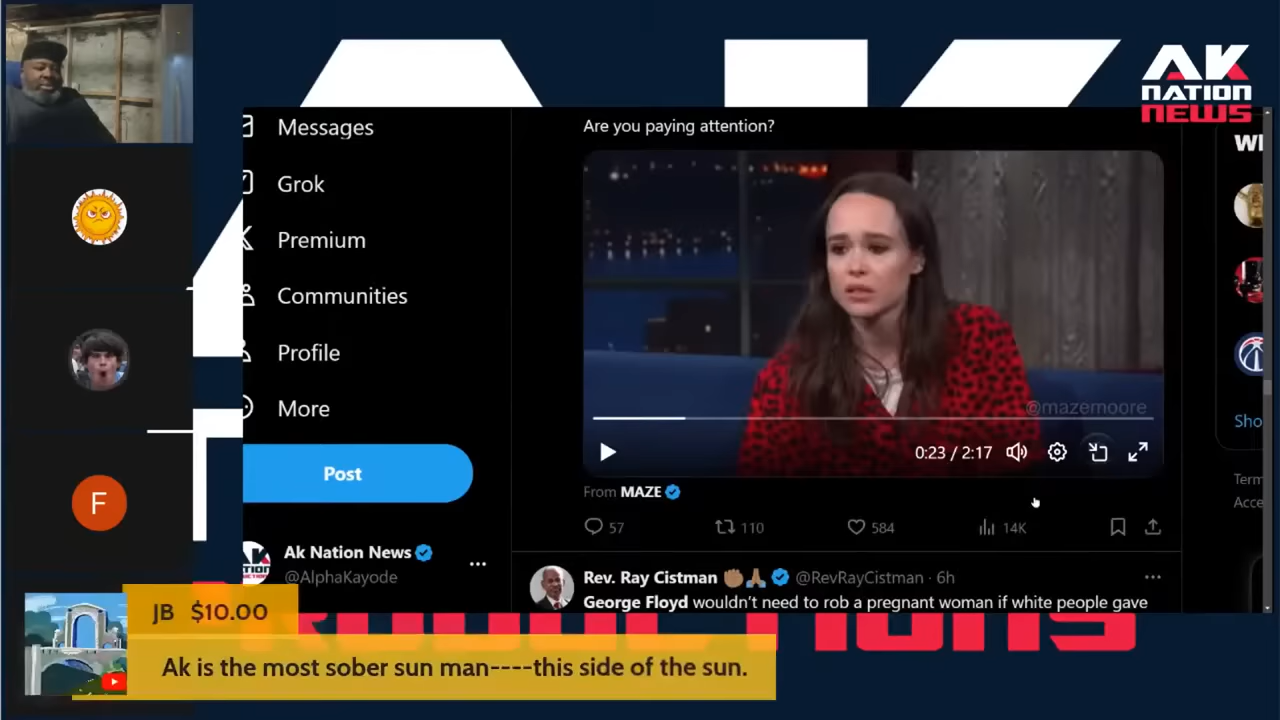 AK
NATION
NEWS
Messages
Grok
Premium
Communities
Profile
More
Post
Ak Nation News
@AlphaKayode
Are you paying attention?
@mazemoore
0:23 / 2:17
From MAZE
57 110 584 14K
Rev. Ray Cistman ✊🏾🙏🏾 @RevRayCistman · 6h
George Floyd wouldn't need to rob a pregnant woman if white people gave
Wh
Sho
Term
Acce
F
JB $10.00
Ak is the most sober sun man----this side of the sun.